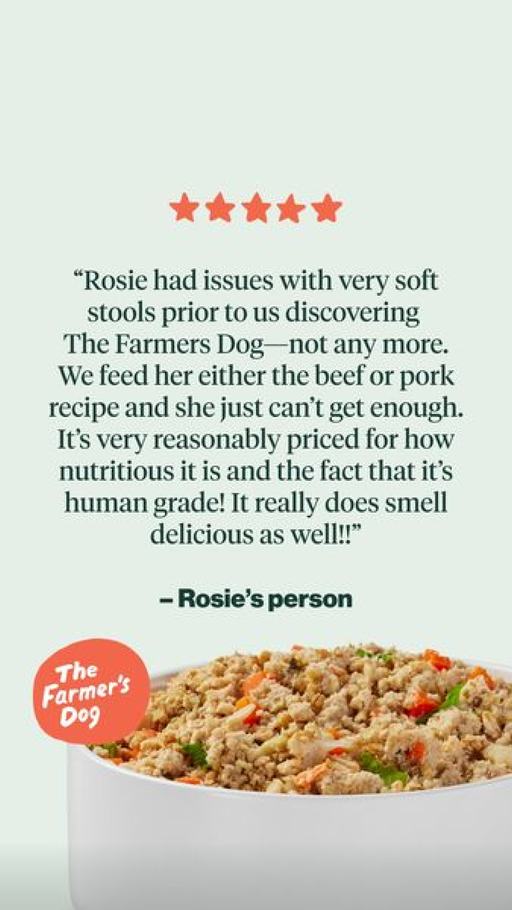 “Rosie had issues with very soft
stools prior to us discovering
The Farmers Dog—not any more.
We feed her either the beef or pork
recipe and she just can’t get enough.
It’s very reasonably priced for how
nutritious it is and the fact that it’s
human grade! It really does smell
delicious as well!!”
– Rosie’s person
The
Farmer’s
Dog